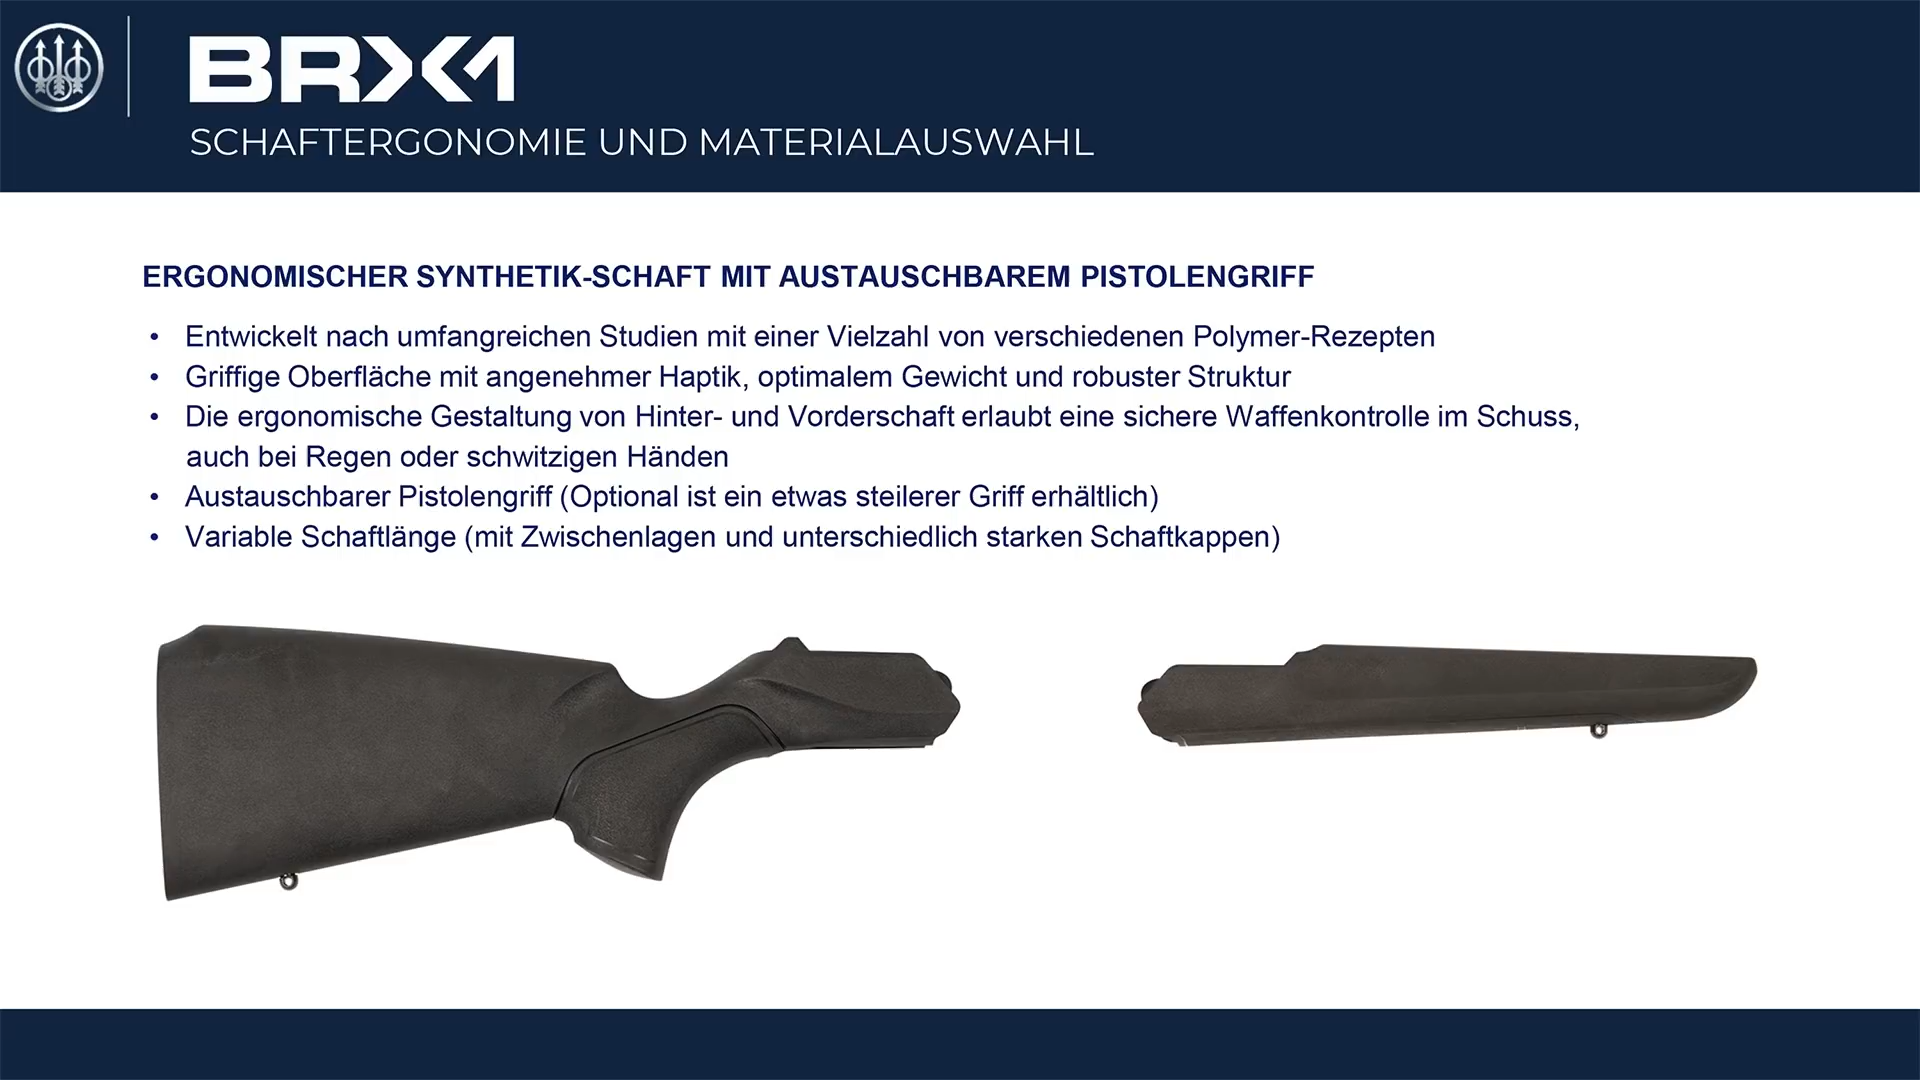 BRX1
SCHAFTERGONOMIE UND MATERIALAUSWAHL
ERGONOMISCHER SYNTHETIK-SCHAFT MIT AUSTAUSCHBAREM PISTOLENGRIFF
• Entwickelt nach umfangreichen Studien mit einer Vielzahl von verschiedenen Polymer-Rezepten
• Griffige Oberfläche mit angenehmer Haptik, optimalem Gewicht und robuster Struktur
• Die ergonomische Gestaltung von Hinter- und Vorderschaft erlaubt eine sichere Waffenkontrolle im Schuss,
auch bei Regen oder schwitzigen Händen
• Austauschbarer Pistolengriff (Optional ist ein etwas steilerer Griff erhältlich)
• Variable Schaftlänge (mit Zwischenlagen und unterschiedlich starken Schaftkappen)